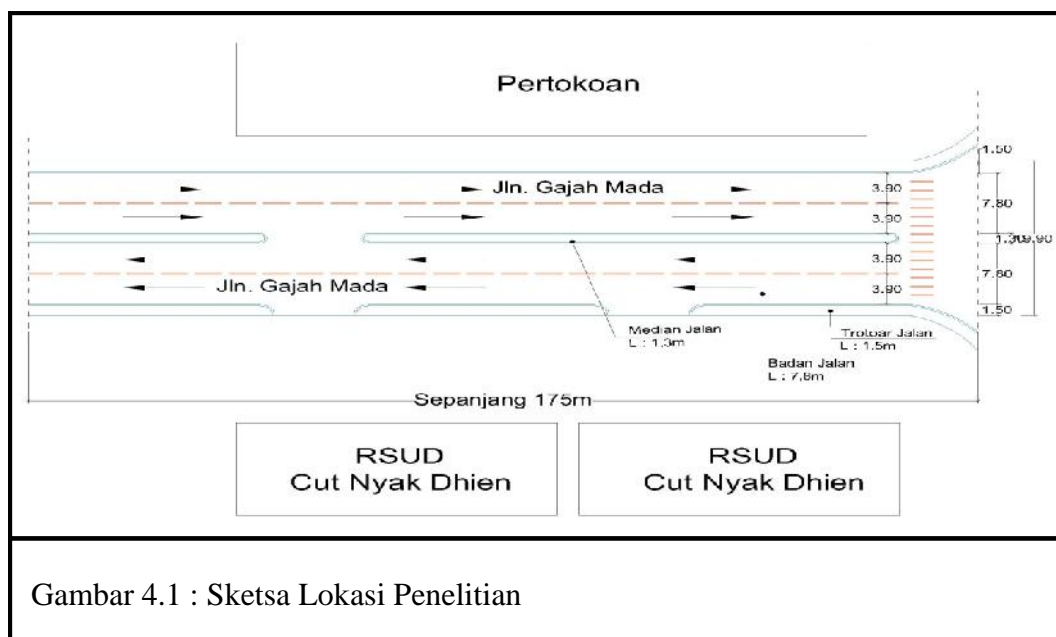 Pertokoan
1.50
Jln. Gajah Mada
3.90
7.80
3.90
3.90
7.80
Jln. Gajah Mada
3.90
1.50
Median Jalan
L : 1,3m
Trotoar Jalan
L : 1,5m
Badan Jalan
L : 7,8m
Sepanjang 175m
RSUD
Cut Nyak Dhien
RSUD
Cut Nyak Dhien
Gambar 4.1 : Sketsa Lokasi Penelitian